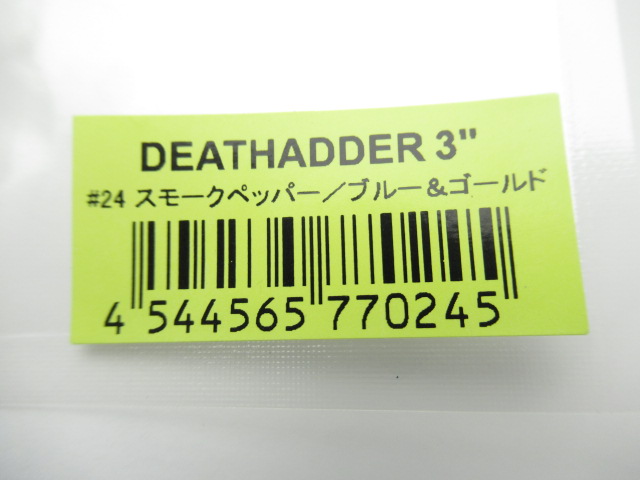 DEATHADDER 3"
#24 スモークペッパー／ブルー＆ゴールド
4 544565 770245